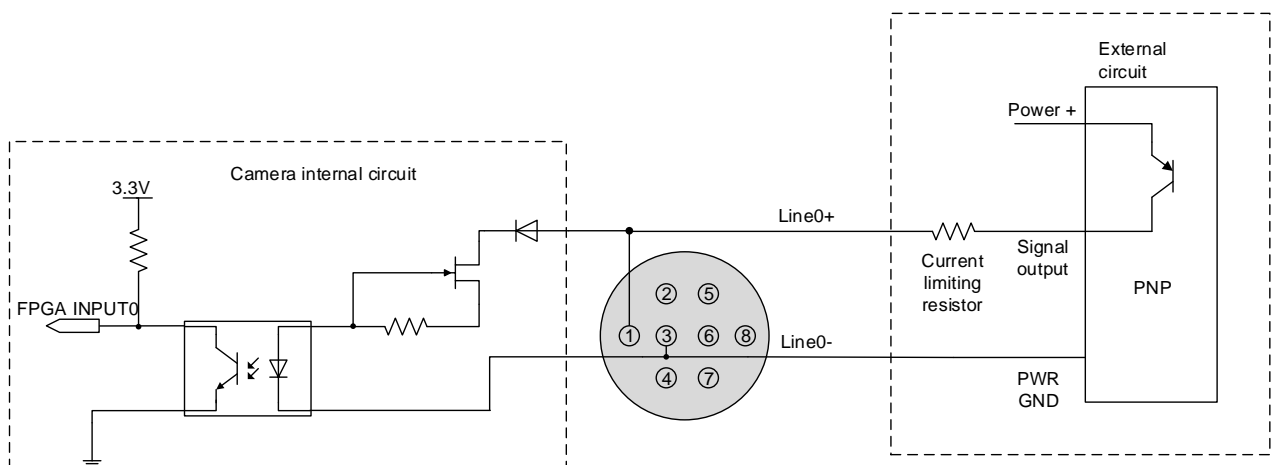 External
circuit
Power +
Camera internal circuit
3.3V
Line0+
Current
limiting
resistor
Signal
output
PNP
FPGA INPUT0
2
5
1
3
6
8
Line0-
4
7
PWR
GND